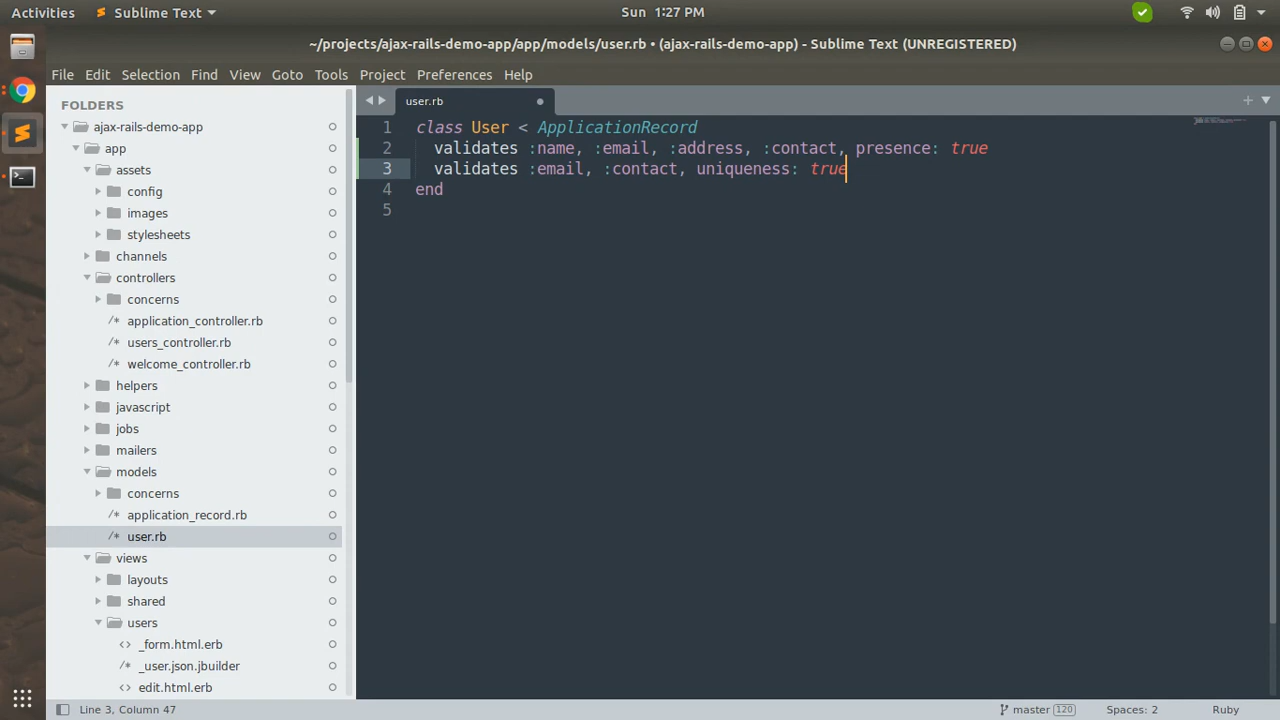 Activities Sublime Text Sun 1:27 PM
~/projects/ajax-rails-demo-app/app/models/user.rb • (ajax-rails-demo-app) - Sublime Text (UNREGISTERED)
File Edit Selection Find View Goto Tools Project Preferences Help
FOLDERS
ajax-rails-demo-app
app
assets
config
images
stylesheets
channels
controllers
concerns
/* application_controller.rb
/* users_controller.rb
/* welcome_controller.rb
helpers
javascript
jobs
mailers
models
concerns
/* application_record.rb
/* user.rb
views
layouts
shared
users
<> _form.html.erb
/* _user.json.jbuilder
<> edit.html.erb
user.rb
1 class User < ApplicationRecord
2 validates :name, :email, :address, :contact, presence: true
3 validates :email, :contact, uniqueness: true
4 end
5
Line 3, Column 47 master 120 Spaces: 2 Ruby